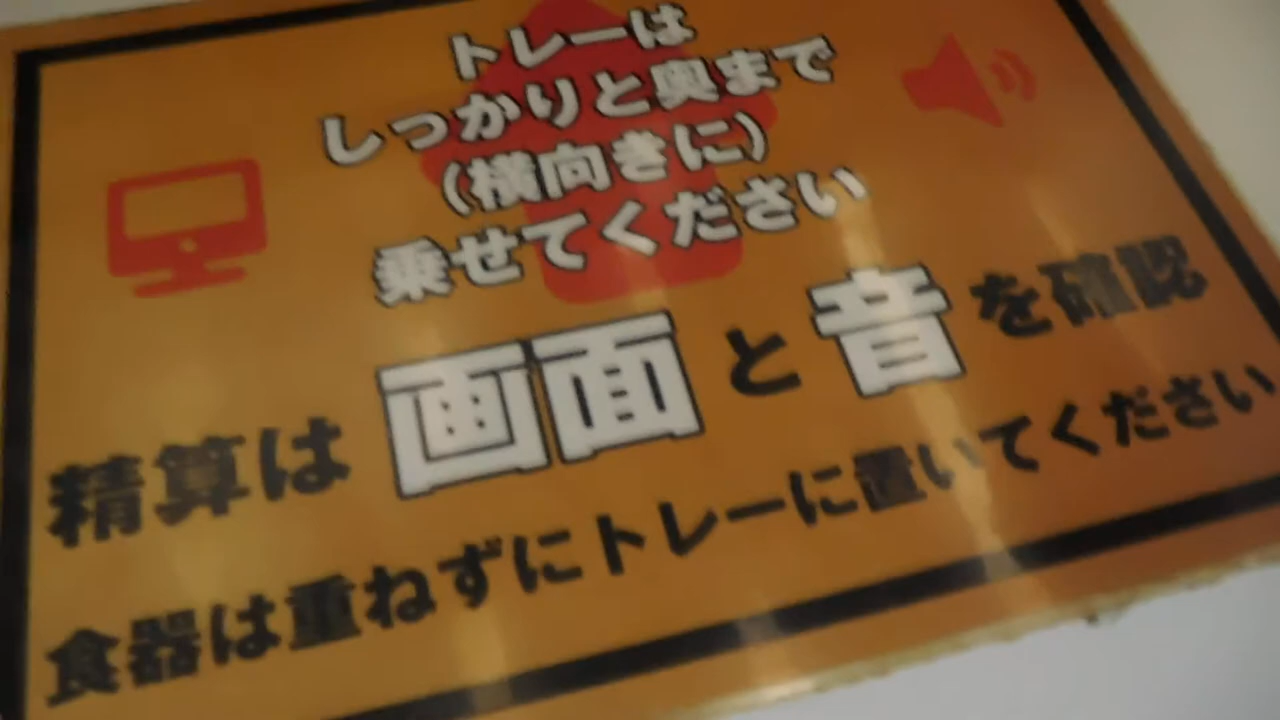 トレーは
しっかりと奥まで
(横向きに)
乗せてください
精算は 画面 と 音 を確認
食器は重ねずにトレーに置いてください